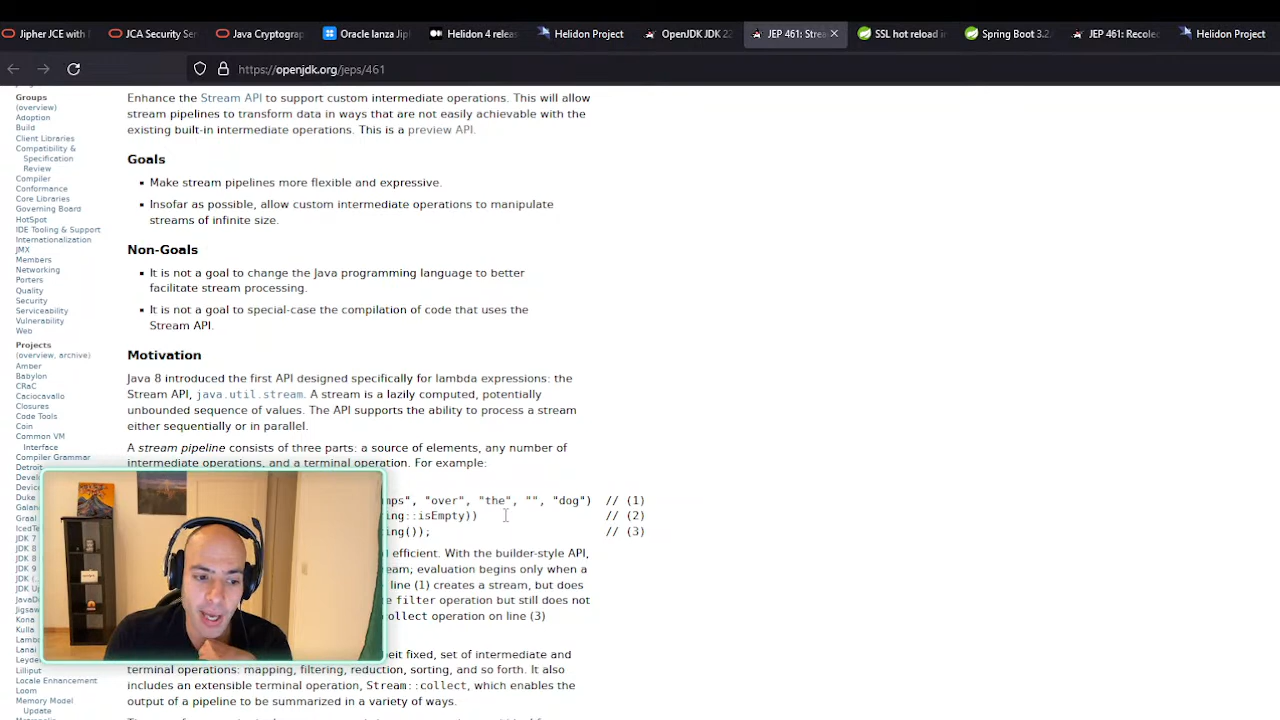 Jipher JCE with
JCA Security Ser
Java Cryptograp
Oracle lanza Jipl
Helidon 4 releas
Helidon Project
OpenJDK JDK 22
JEP 461: Strea
SSL hot reload in
Spring Boot 3.2
JEP 461: Recolec
Helidon Project
https://openjdk.org/jeps/461
Groups
(overview)
Adoption
Build
Client Libraries
Compatibility &
Specification
Review
Compiler
Conformance
Core Libraries
Governing Board
HotSpot
IDE Tooling & Support
Internationalization
JMX
Members
Networking
Porters
Quality
Security
Serviceability
Vulnerability
Web
Projects
(overview, archive)
Amber
Babylon
CRaC
Caciocavallo
Closures
Code Tools
Coin
Common VM
Interface
Compiler Grammar
Detroit
Develo
Device
Duke
Galaha
Graal
IcedTe
JDK 7
JDK 8
JDK 8
JDK 9
JDK (.
JDK Up
JavaDo
Jigsaw
Kona
Kulla
Lambo
Lanai
Leyden
Lilliput
Locale Enhancement
Loom
Memory Model
Update
Enhance the Stream API to support custom intermediate operations. This will allow
stream pipelines to transform data in ways that are not easily achievable with the
existing built-in intermediate operations. This is a preview API.
Goals
▪ Make stream pipelines more flexible and expressive.
▪ Insofar as possible, allow custom intermediate operations to manipulate
streams of infinite size.
Non-Goals
▪ It is not a goal to change the Java programming language to better
facilitate stream processing.
▪ It is not a goal to special-case the compilation of code that uses the
Stream API.
Motivation
Java 8 introduced the first API designed specifically for lambda expressions: the
Stream API, java.util.stream. A stream is a lazily computed, potentially
unbounded sequence of values. The API supports the ability to process a stream
either sequentially or in parallel.
A stream pipeline consists of three parts: a source of elements, any number of
intermediate operations, and a terminal operation. For example:
mps", "over", "the", "", "dog") // (1)
ing::isEmpty)) // (2)
ing()); // (3)
efficient. With the builder-style API,
eam; evaluation begins only when a
line (1) creates a stream, but does
e filter operation but still does not
ollect operation on line (3)
eit fixed, set of intermediate and
terminal operations: mapping, filtering, reduction, sorting, and so forth. It also
includes an extensible terminal operation, Stream::collect, which enables the
output of a pipeline to be summarized in a variety of ways.